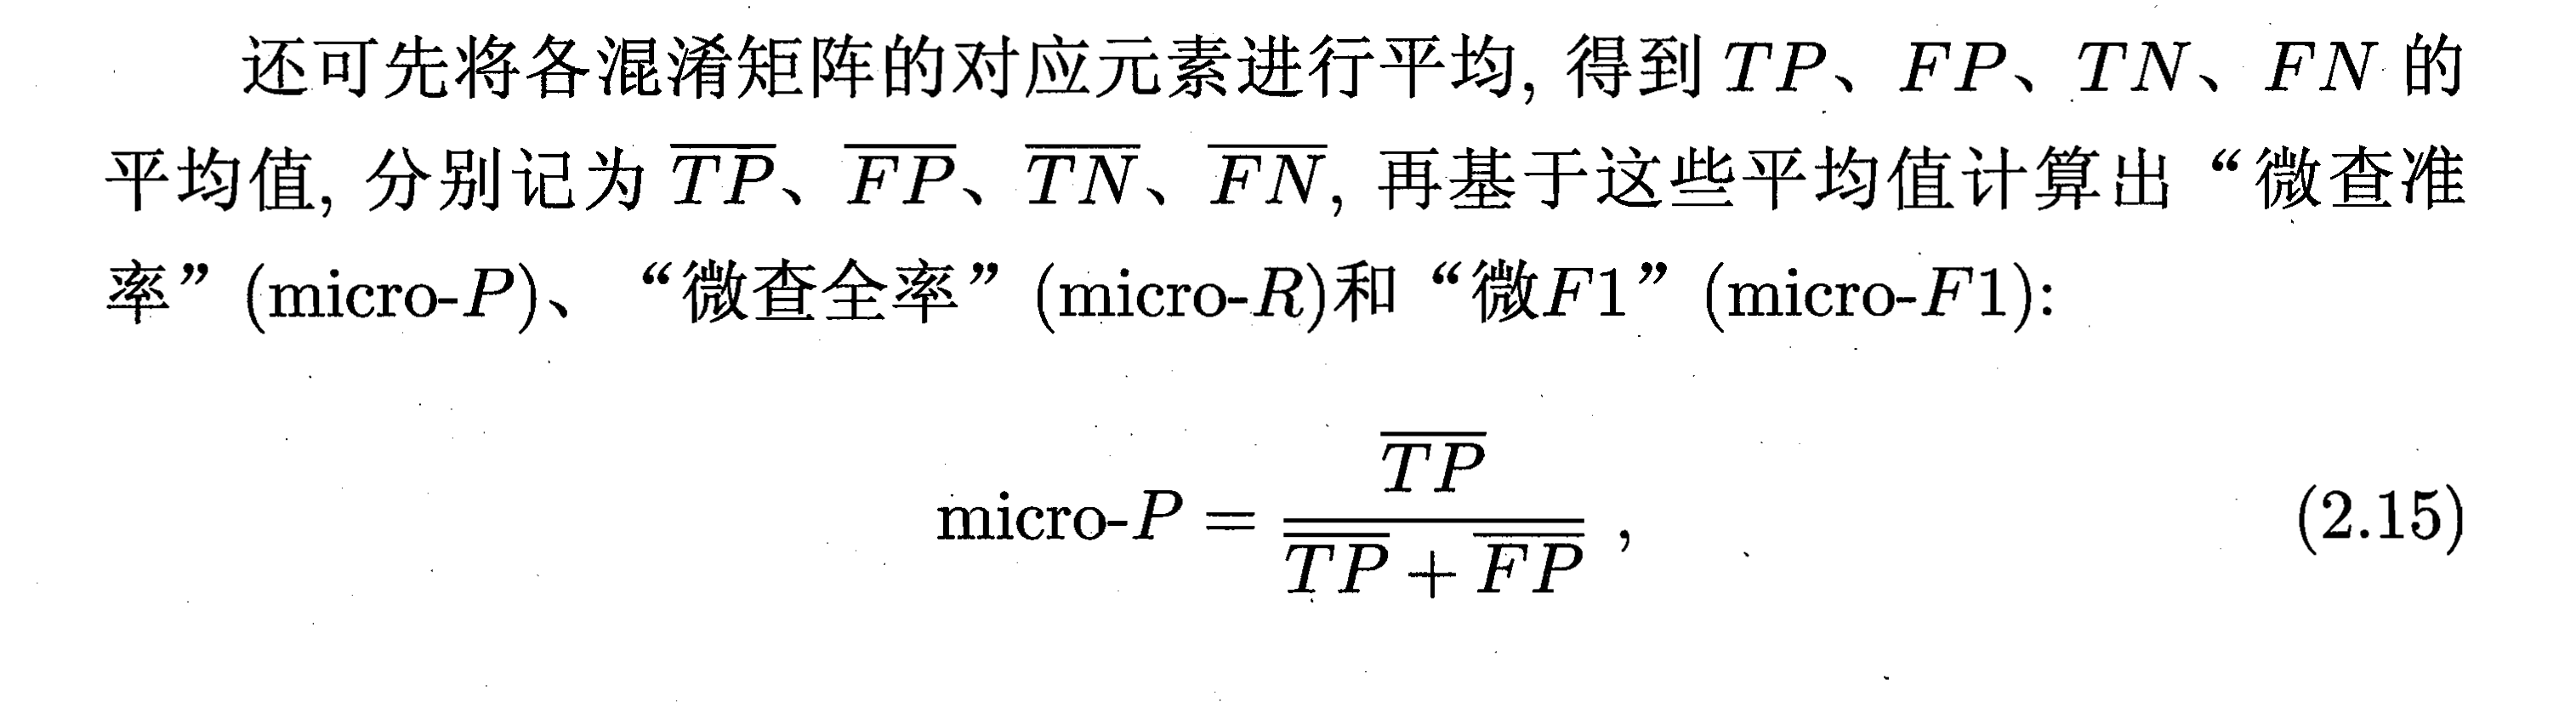 还可先将各混淆矩阵的对应元素进行平均, 得到 TP、FP、TN、FN 的
平均值, 分别记为 $\overline{TP}$、$\overline{FP}$、$\overline{TN}$、$\overline{FN}$, 再基于这些平均值计算出“微查准
率”(micro-P)、“微查全率”(micro-R)和“微F1”(micro-F1):
$\text{micro-}P = \frac{\overline{TP}}{\overline{TP}+\overline{FP}}$ , (2.15)